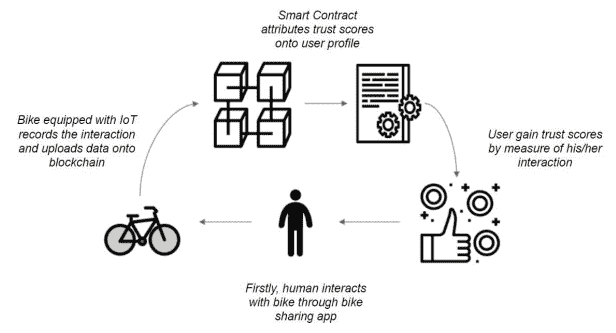 Smart Contract
attributes trust scores
onto user profile
Bike equipped with IoT
records the interaction
and uploads data onto
blockchain
User gain trust scores
by measure of his/her
interaction
Firstly, human interacts
with bike through bike
sharing app